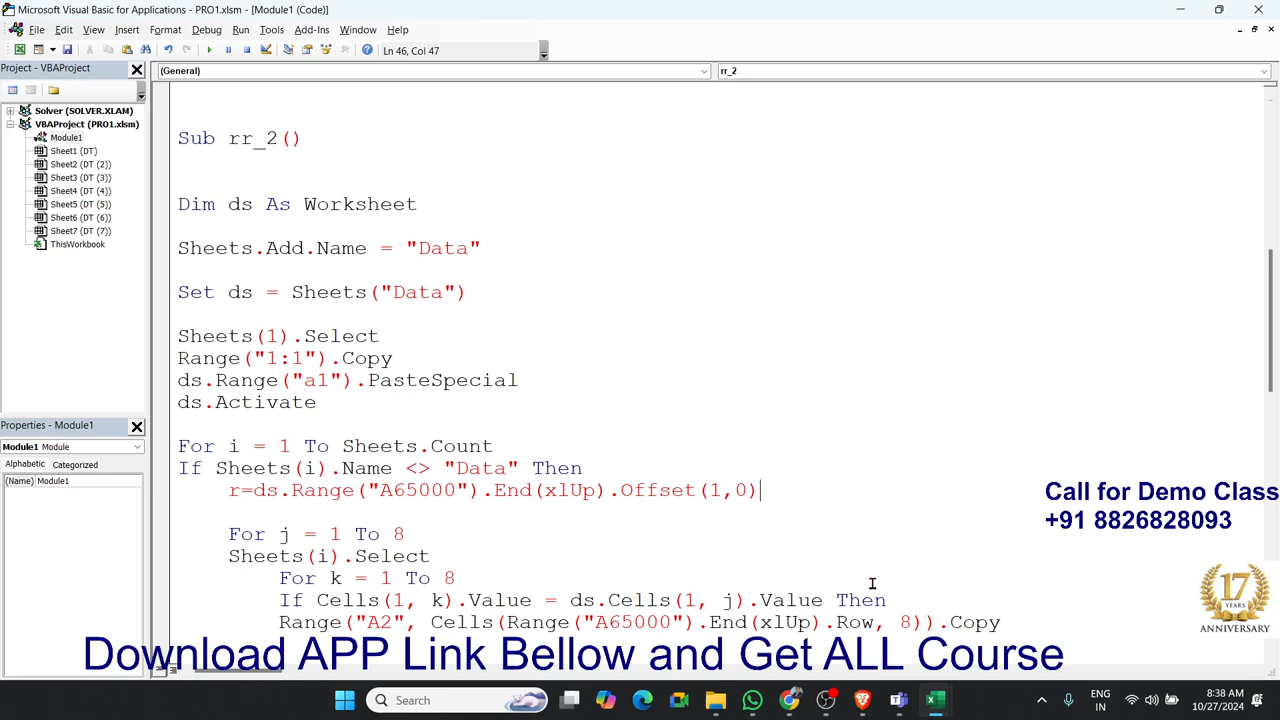 Microsoft Visual Basic for Applications - PRO1.xlsm - [Module1 (Code)]
File Edit View Insert Format Debug Run Tools Add-Ins Window Help
Ln 46, Col 47
Project - VBAProject
(General)
rr_2
Solver (SOLVER.XLAM)
VBAProject (PRO1.xlsm)
Module1
Sheet1 (DT)
Sheet2 (DT (2))
Sheet3 (DT (3))
Sheet4 (DT (4))
Sheet5 (DT (5))
Sheet6 (DT (6))
Sheet7 (DT (7))
ThisWorkbook
Properties - Module1
Module1 Module
Alphabetic Categorized
(Name) Module1
Sub rr_2()
Dim ds As Worksheet
Sheets.Add.Name = "Data"
Set ds = Sheets("Data")
Sheets(1).Select
Range("1:1").Copy
ds.Range("a1").PasteSpecial
ds.Activate
For i = 1 To Sheets.Count
If Sheets(i).Name <> "Data" Then
r=ds.Range("A65000").End(xlUp).Offset(1,0)
For j = 1 To 8
Sheets(i).Select
For k = 1 To 8
If Cells(1, k).Value = ds.Cells(1, j).Value Then
Range("A2", Cells(Range("A65000").End(xlUp).Row, 8)).Copy
Call for Demo Class
+91 8826828093
17
YEARS
ANNIVERSARY
Download APP Link Bellow and Get ALL Course
Search
ENG
IN
8:38 AM
10/27/2024